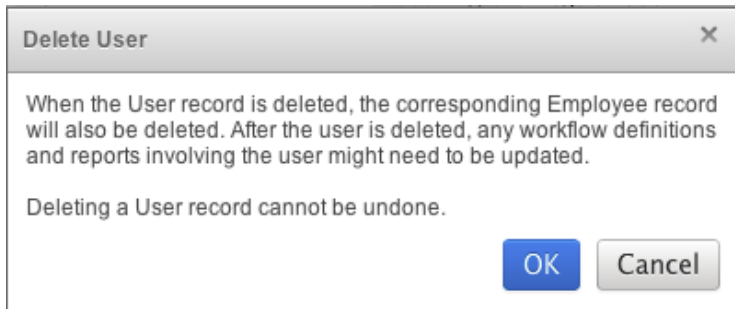 Delete User
×
When the User record is deleted, the corresponding Employee record
will also be deleted. After the user is deleted, any workflow definitions
and reports involving the user might need to be updated.
Deleting a User record cannot be undone.
OK Cancel